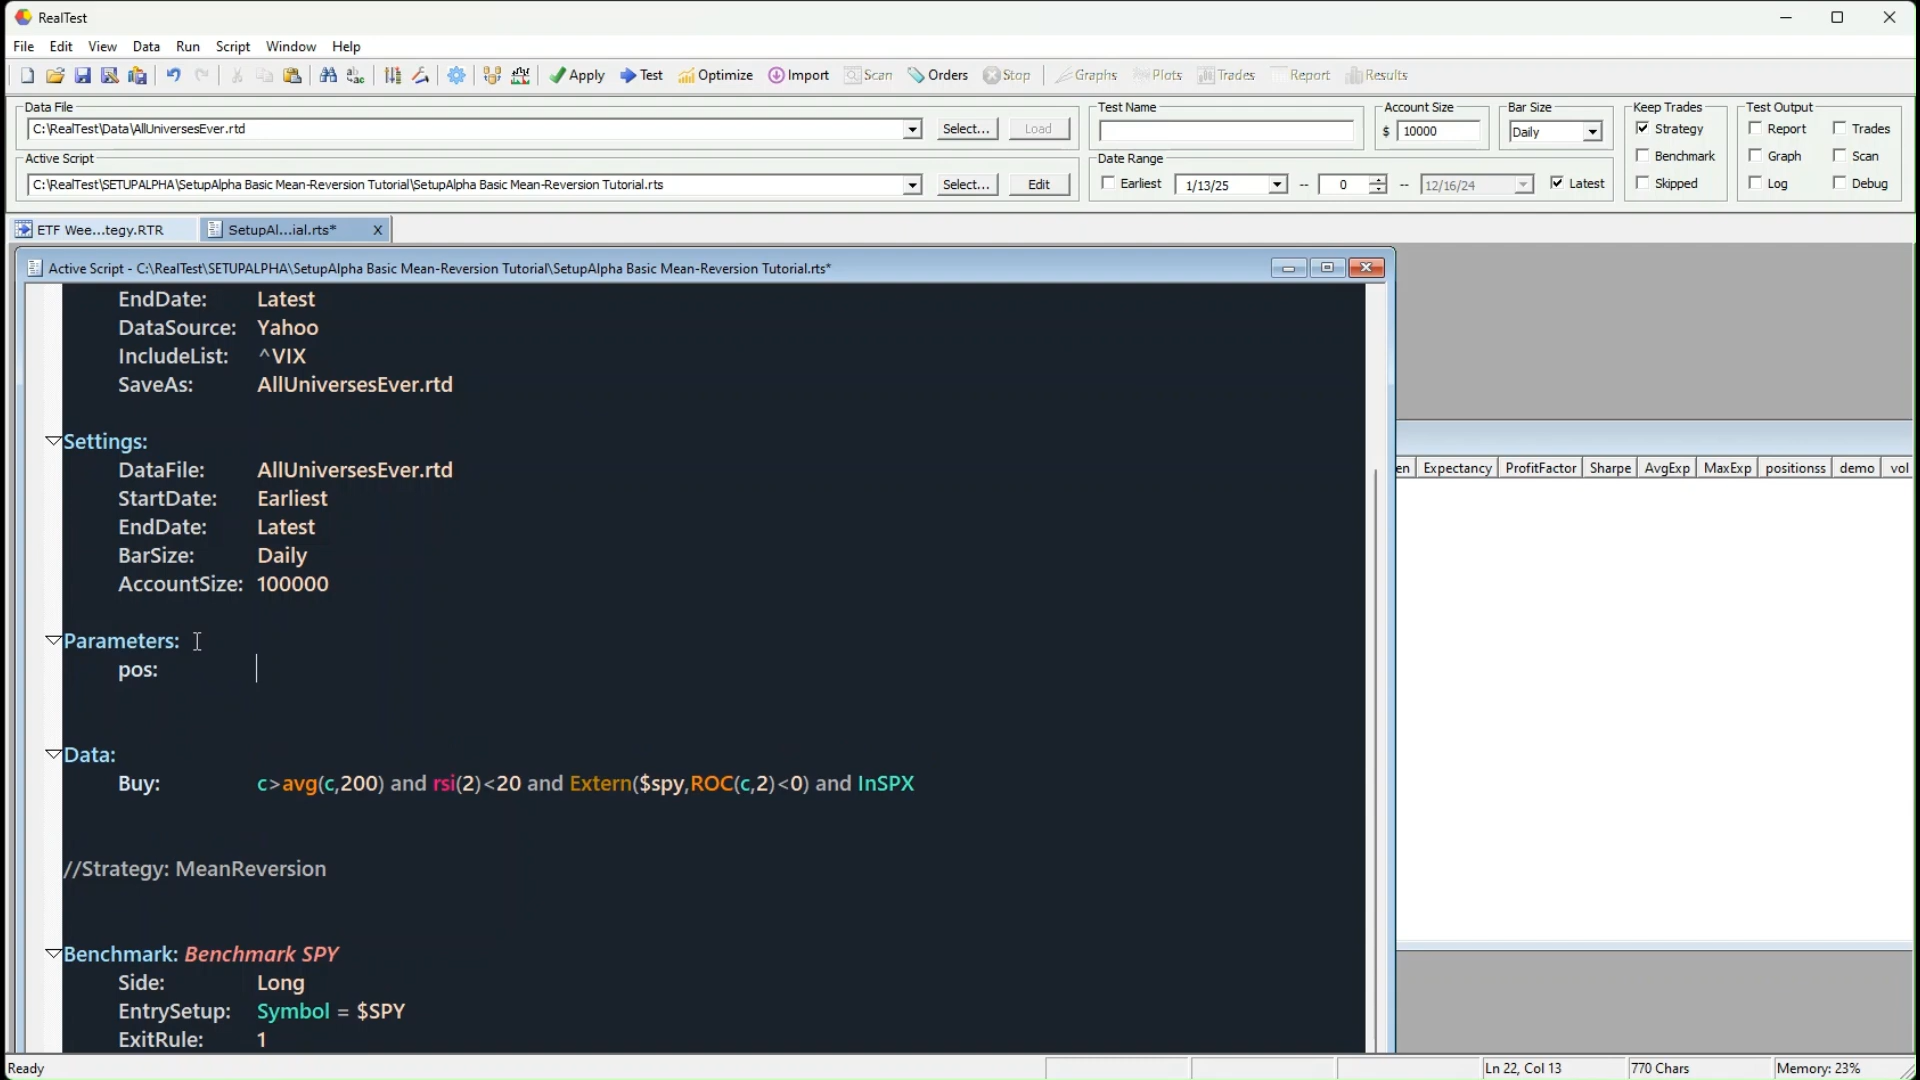 RealTest
File Edit View Data Run Script Window Help
Apply Test Optimize Import Scan Orders Stop Graphs Plots Trades Report Results
Data File
C:\RealTest\Data\AllUniversesEver.rtd Select... Load
Active Script
C:\RealTest\SETUPALPHA\SetupAlpha Basic Mean-Reversion Tutorial\SetupAlpha Basic Mean-Reversion Tutorial.rts Select... Edit
Test Name
Account Size
$ 10000
Bar Size
Daily
Date Range
Earliest 1/13/25 -- 0 -- 12/16/24 Latest
Keep Trades
Strategy
Benchmark
Skipped
Test Output
Report Trades
Graph Scan
Log Debug
ETF Wee...tegy.RTR SetupAl...ial.rts* X
Active Script - C:\RealTest\SETUPALPHA\SetupAlpha Basic Mean-Reversion Tutorial\SetupAlpha Basic Mean-Reversion Tutorial.rts*
EndDate: Latest
DataSource: Yahoo
IncludeList: ^VIX
SaveAs: AllUniversesEver.rtd
Settings:
DataFile: AllUniversesEver.rtd
StartDate: Earliest
EndDate: Latest
BarSize: Daily
AccountSize: 100000
Parameters:
pos:
Data:
Buy: c>avg(c,200) and rsi(2)<20 and Extern($spy,ROC(c,2)<0) and InSPX
//Strategy: MeanReversion
Benchmark: Benchmark SPY
Side: Long
EntrySetup: Symbol = $SPY
ExitRule: 1
en Expectancy ProfitFactor Sharpe AvgExp MaxExp positionss demo vol
Ready Ln 22, Col 13 770 Chars Memory: 23%